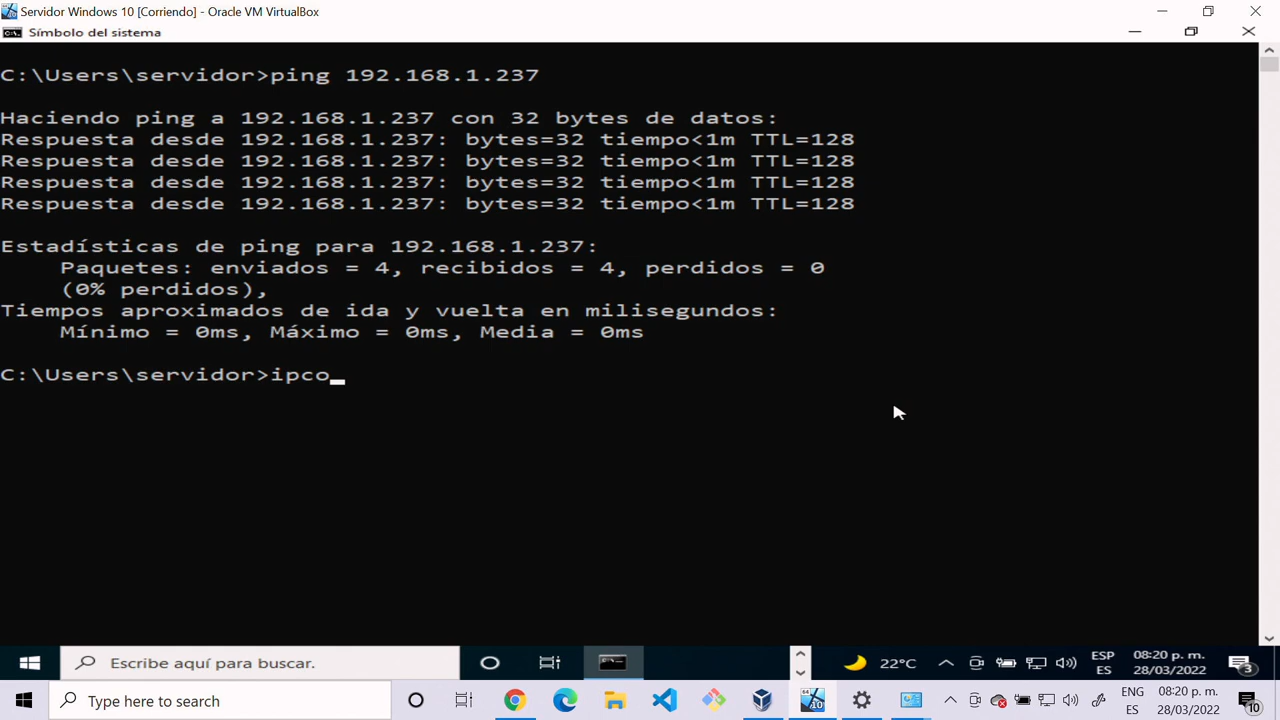 Servidor Windows 10 [Corriendo] - Oracle VM VirtualBox
Símbolo del sistema
C:\Users\servidor>ping 192.168.1.237
Haciendo ping a 192.168.1.237 con 32 bytes de datos:
Respuesta desde 192.168.1.237: bytes=32 tiempo<1m TTL=128
Respuesta desde 192.168.1.237: bytes=32 tiempo<1m TTL=128
Respuesta desde 192.168.1.237: bytes=32 tiempo<1m TTL=128
Respuesta desde 192.168.1.237: bytes=32 tiempo<1m TTL=128
Estadísticas de ping para 192.168.1.237:
Paquetes: enviados = 4, recibidos = 4, perdidos = 0
(0% perdidos),
Tiempos aproximados de ida y vuelta en milisegundos:
Mínimo = 0ms, Máximo = 0ms, Media = 0ms
C:\Users\servidor>ipco_
Escribe aquí para buscar.
22°C
ESP
ES
08:20 p. m.
28/03/2022
3
Type here to search
ENG
ES
08:20 p. m.
28/03/2022
10